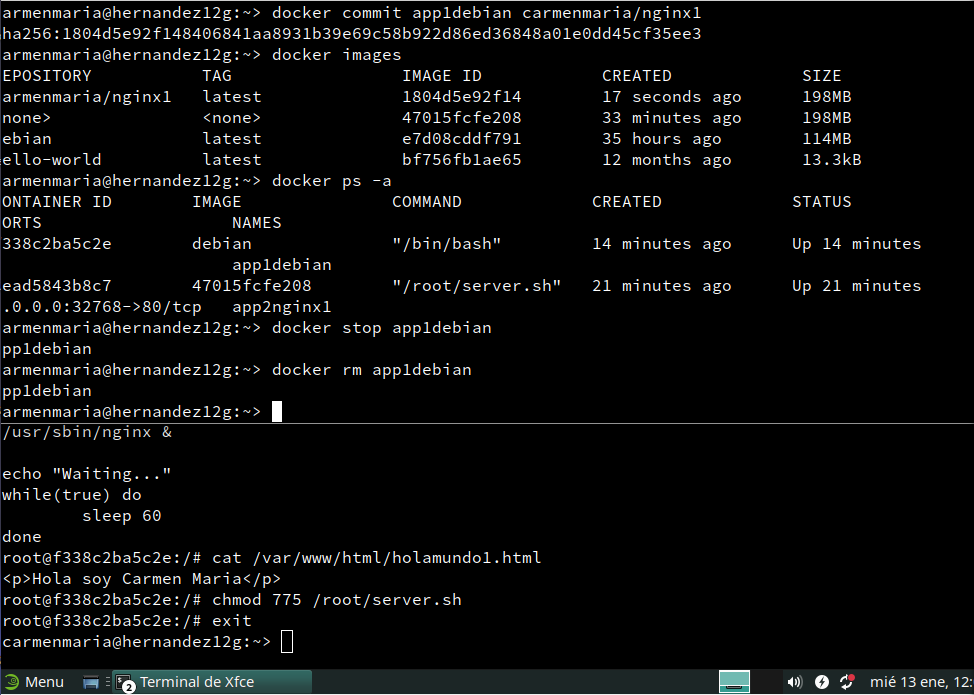 armenmaria@hernandez12g:~> docker commit app1debian carmenmaria/nginx1
ha256:1804d5e92f148406841aa8931b39e69c58b922d86ed36848a01e0dd45cf35ee3
armenmaria@hernandez12g:~> docker images
EPOSITORY TAG IMAGE ID CREATED SIZE
armenmaria/nginx1 latest 1804d5e92f14 17 seconds ago 198MB
none> <none> 47015fcfe208 33 minutes ago 198MB
ebian latest e7d08cddf791 35 hours ago 114MB
ello-world latest bf756fb1ae65 12 months ago 13.3kB
armenmaria@hernandez12g:~> docker ps -a
ONTAINER ID IMAGE COMMAND CREATED STATUS
ORTS NAMES
338c2ba5c2e debian "/bin/bash" 14 minutes ago Up 14 minutes
app1debian
ead5843b8c7 47015fcfe208 "/root/server.sh" 21 minutes ago Up 21 minutes
.0.0.0:32768->80/tcp app2nginx1
armenmaria@hernandez12g:~> docker stop app1debian
pp1debian
armenmaria@hernandez12g:~> docker rm app1debian
pp1debian
armenmaria@hernandez12g:~>
/usr/sbin/nginx &
echo "Waiting..."
while(true) do
sleep 60
done
root@f338c2ba5c2e:/# cat /var/www/html/holamundo1.html
<p>Hola soy Carmen Maria</p>
root@f338c2ba5c2e:/# chmod 775 /root/server.sh
root@f338c2ba5c2e:/# exit
carmenmaria@hernandez12g:~>
Menu 2 Terminal de Xfce mié 13 ene, 12: